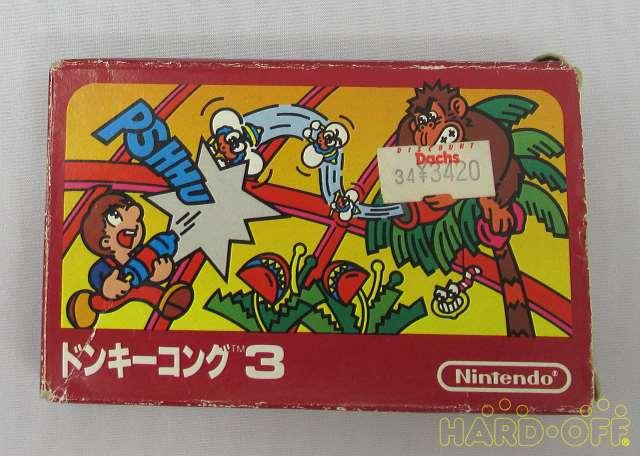 PSHHU
DISCOUNT
Dachs
34 ¥3420
ドンキーコング™3
Nintendo®
HARD·OFF